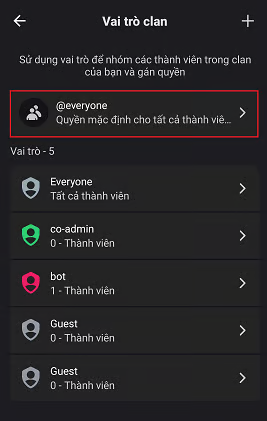 Vai trò clan
Sử dụng vai trò để nhóm các thành viên trong clan
của bạn và gán quyền
@everyone
Quyền mặc định cho tất cả thành viê...
Vai trò - 5
Everyone
Tất cả thành viên
co-admin
0 - Thành viên
bot
1 - Thành viên
Guest
0 - Thành viên
Guest
0 - Thành viên